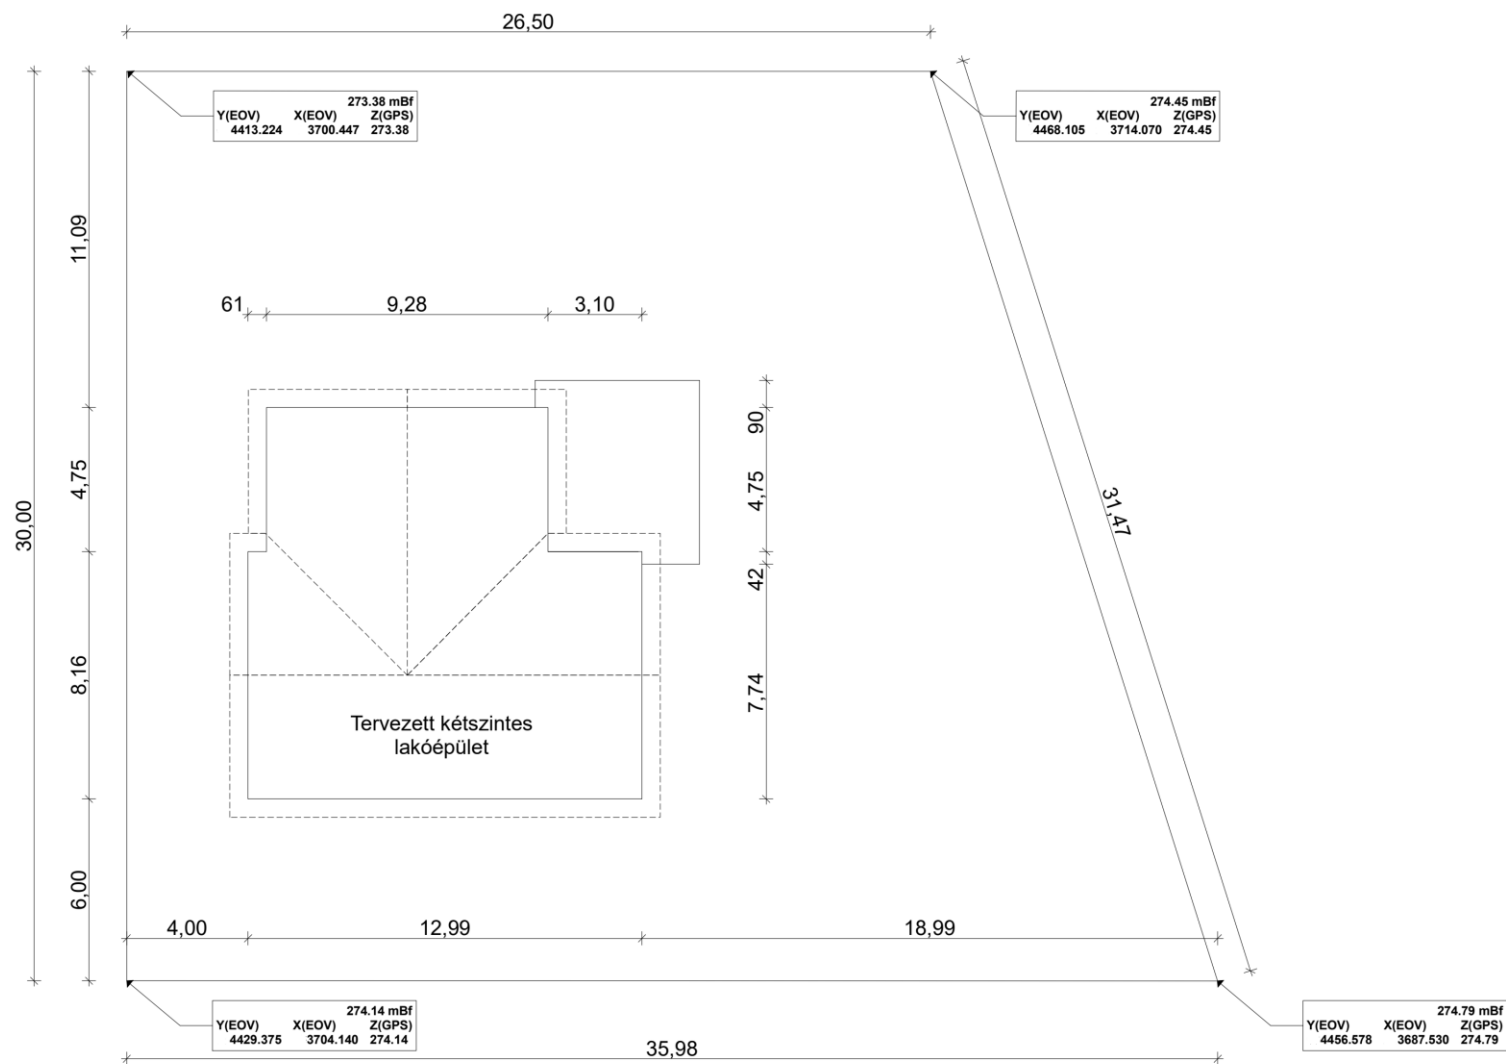 26,50
273.38 mBf
Y(EOV) X(EOV) Z(GPS)
4413.224 3700.447 273.38
274.45 mBf
Y(EOV) X(EOV) Z(GPS)
4468.105 3714.070 274.45
11,09
61 9,28 3,10
90
4,75
4,75
30,00
31,47
42
8,16
7,74
Tervezett kétszintes
lakóépület
6,00
4,00 12,99 18,99
274.14 mBf
Y(EOV) X(EOV) Z(GPS)
4429.375 3704.140 274.14
274.79 mBf
Y(EOV) X(EOV) Z(GPS)
4456.578 3687.530 274.79
35,98